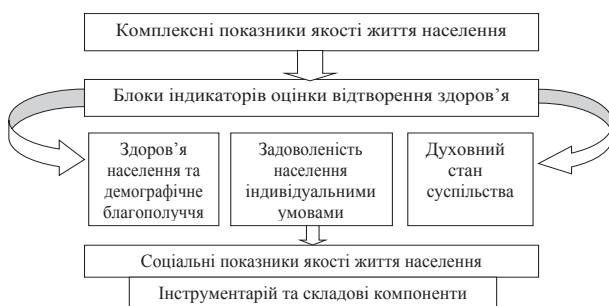 Комплексні показники якості життя населення
Блоки індикаторів оцінки відтворення здоров'я
Здоров'я
населення та
демографічне
благополуччя
Задоволеність
населення
індивідуальними
умовами
Духовний
стан
суспільства
Соціальні показники якості життя населення
Інструментарій та складові компоненти